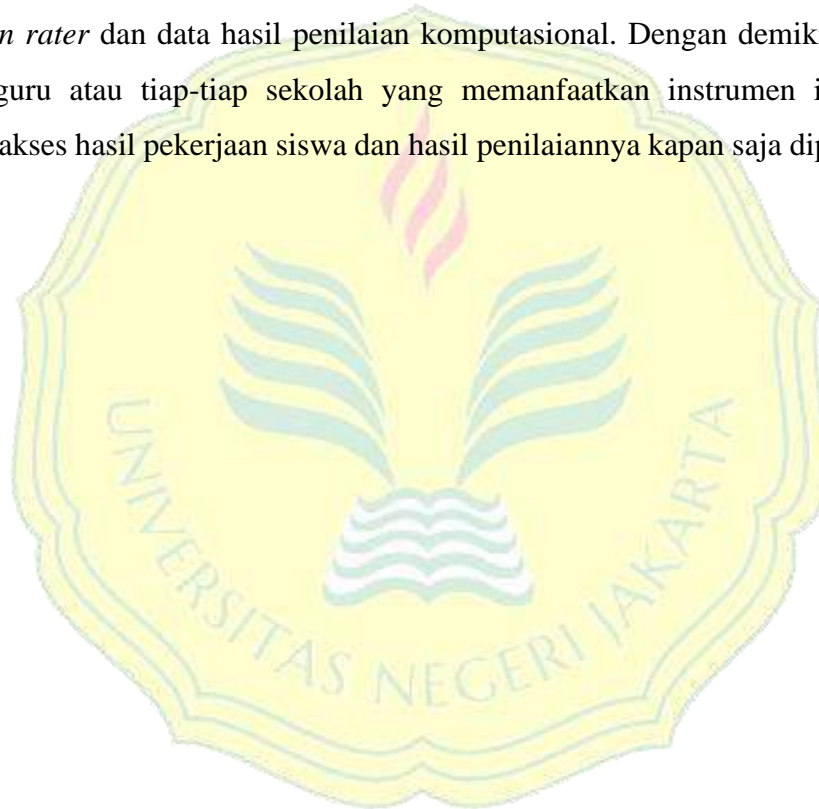 n rater dan data hasil penilaian komputasional. Dengan demik
guru atau tiap-tiap sekolah yang memanfaatkan instrumen i
akses hasil pekerjaan siswa dan hasil penilaiannya kapan saja dip
UNIVERSITAS NEGERI JAKARTA